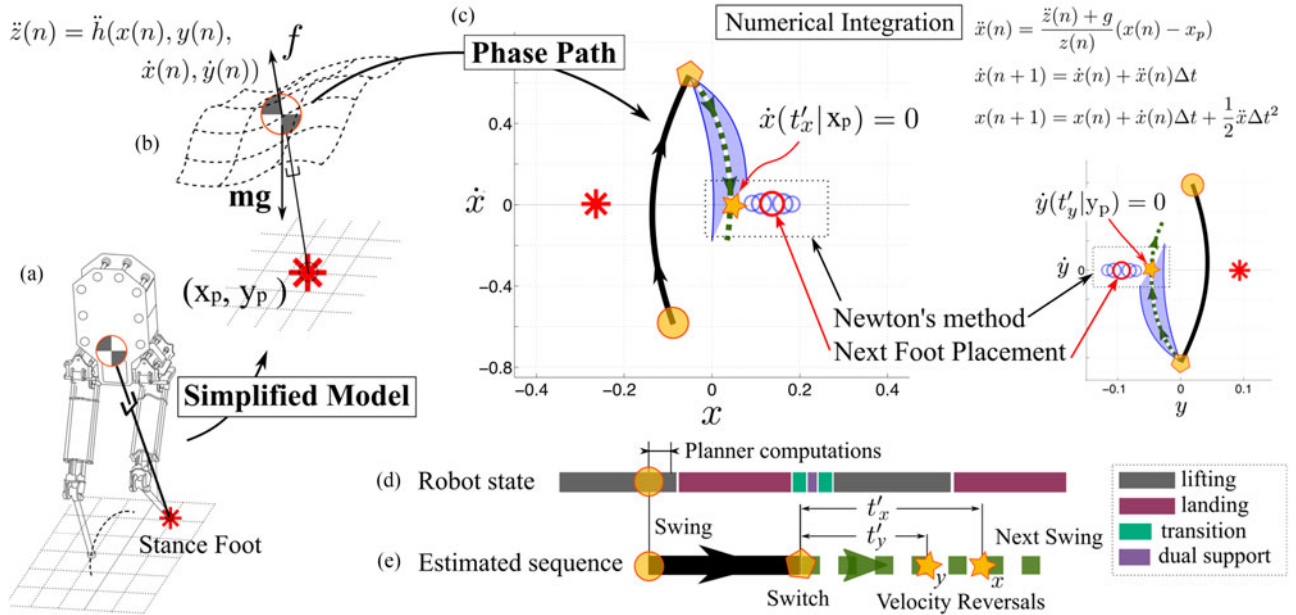 z̈(n) = ḧ(x(n), y(n),
ẋ(n), ẏ(n))
f
(b)
mg
(xp, yp)
(a)
Simplified Model
Stance Foot
(c)
Phase Path
Numerical Integration
ẍ(n) = (z̈(n) + g)/z(n) (x(n) − xp)
ẋ(n + 1) = ẋ(n) + ẍ(n)Δt
x(n + 1) = x(n) + ẋ(n)Δt + 1/2 ẍΔt²
ẋ(t′x|xp) = 0
0.4
ẋ 0
−0.4
−0.8
−0.4 −0.2 0 0.2 0.4
x
ẏ(t′y|yp) = 0
ẏ 0
−0.1 0 0.1
y
Newton's method
Next Foot Placement
Planner computations
(d) Robot state
Swing
t′x
t′y
Next Swing
(e) Estimated sequence
y x
Switch Velocity Reversals
lifting
landing
transition
dual support